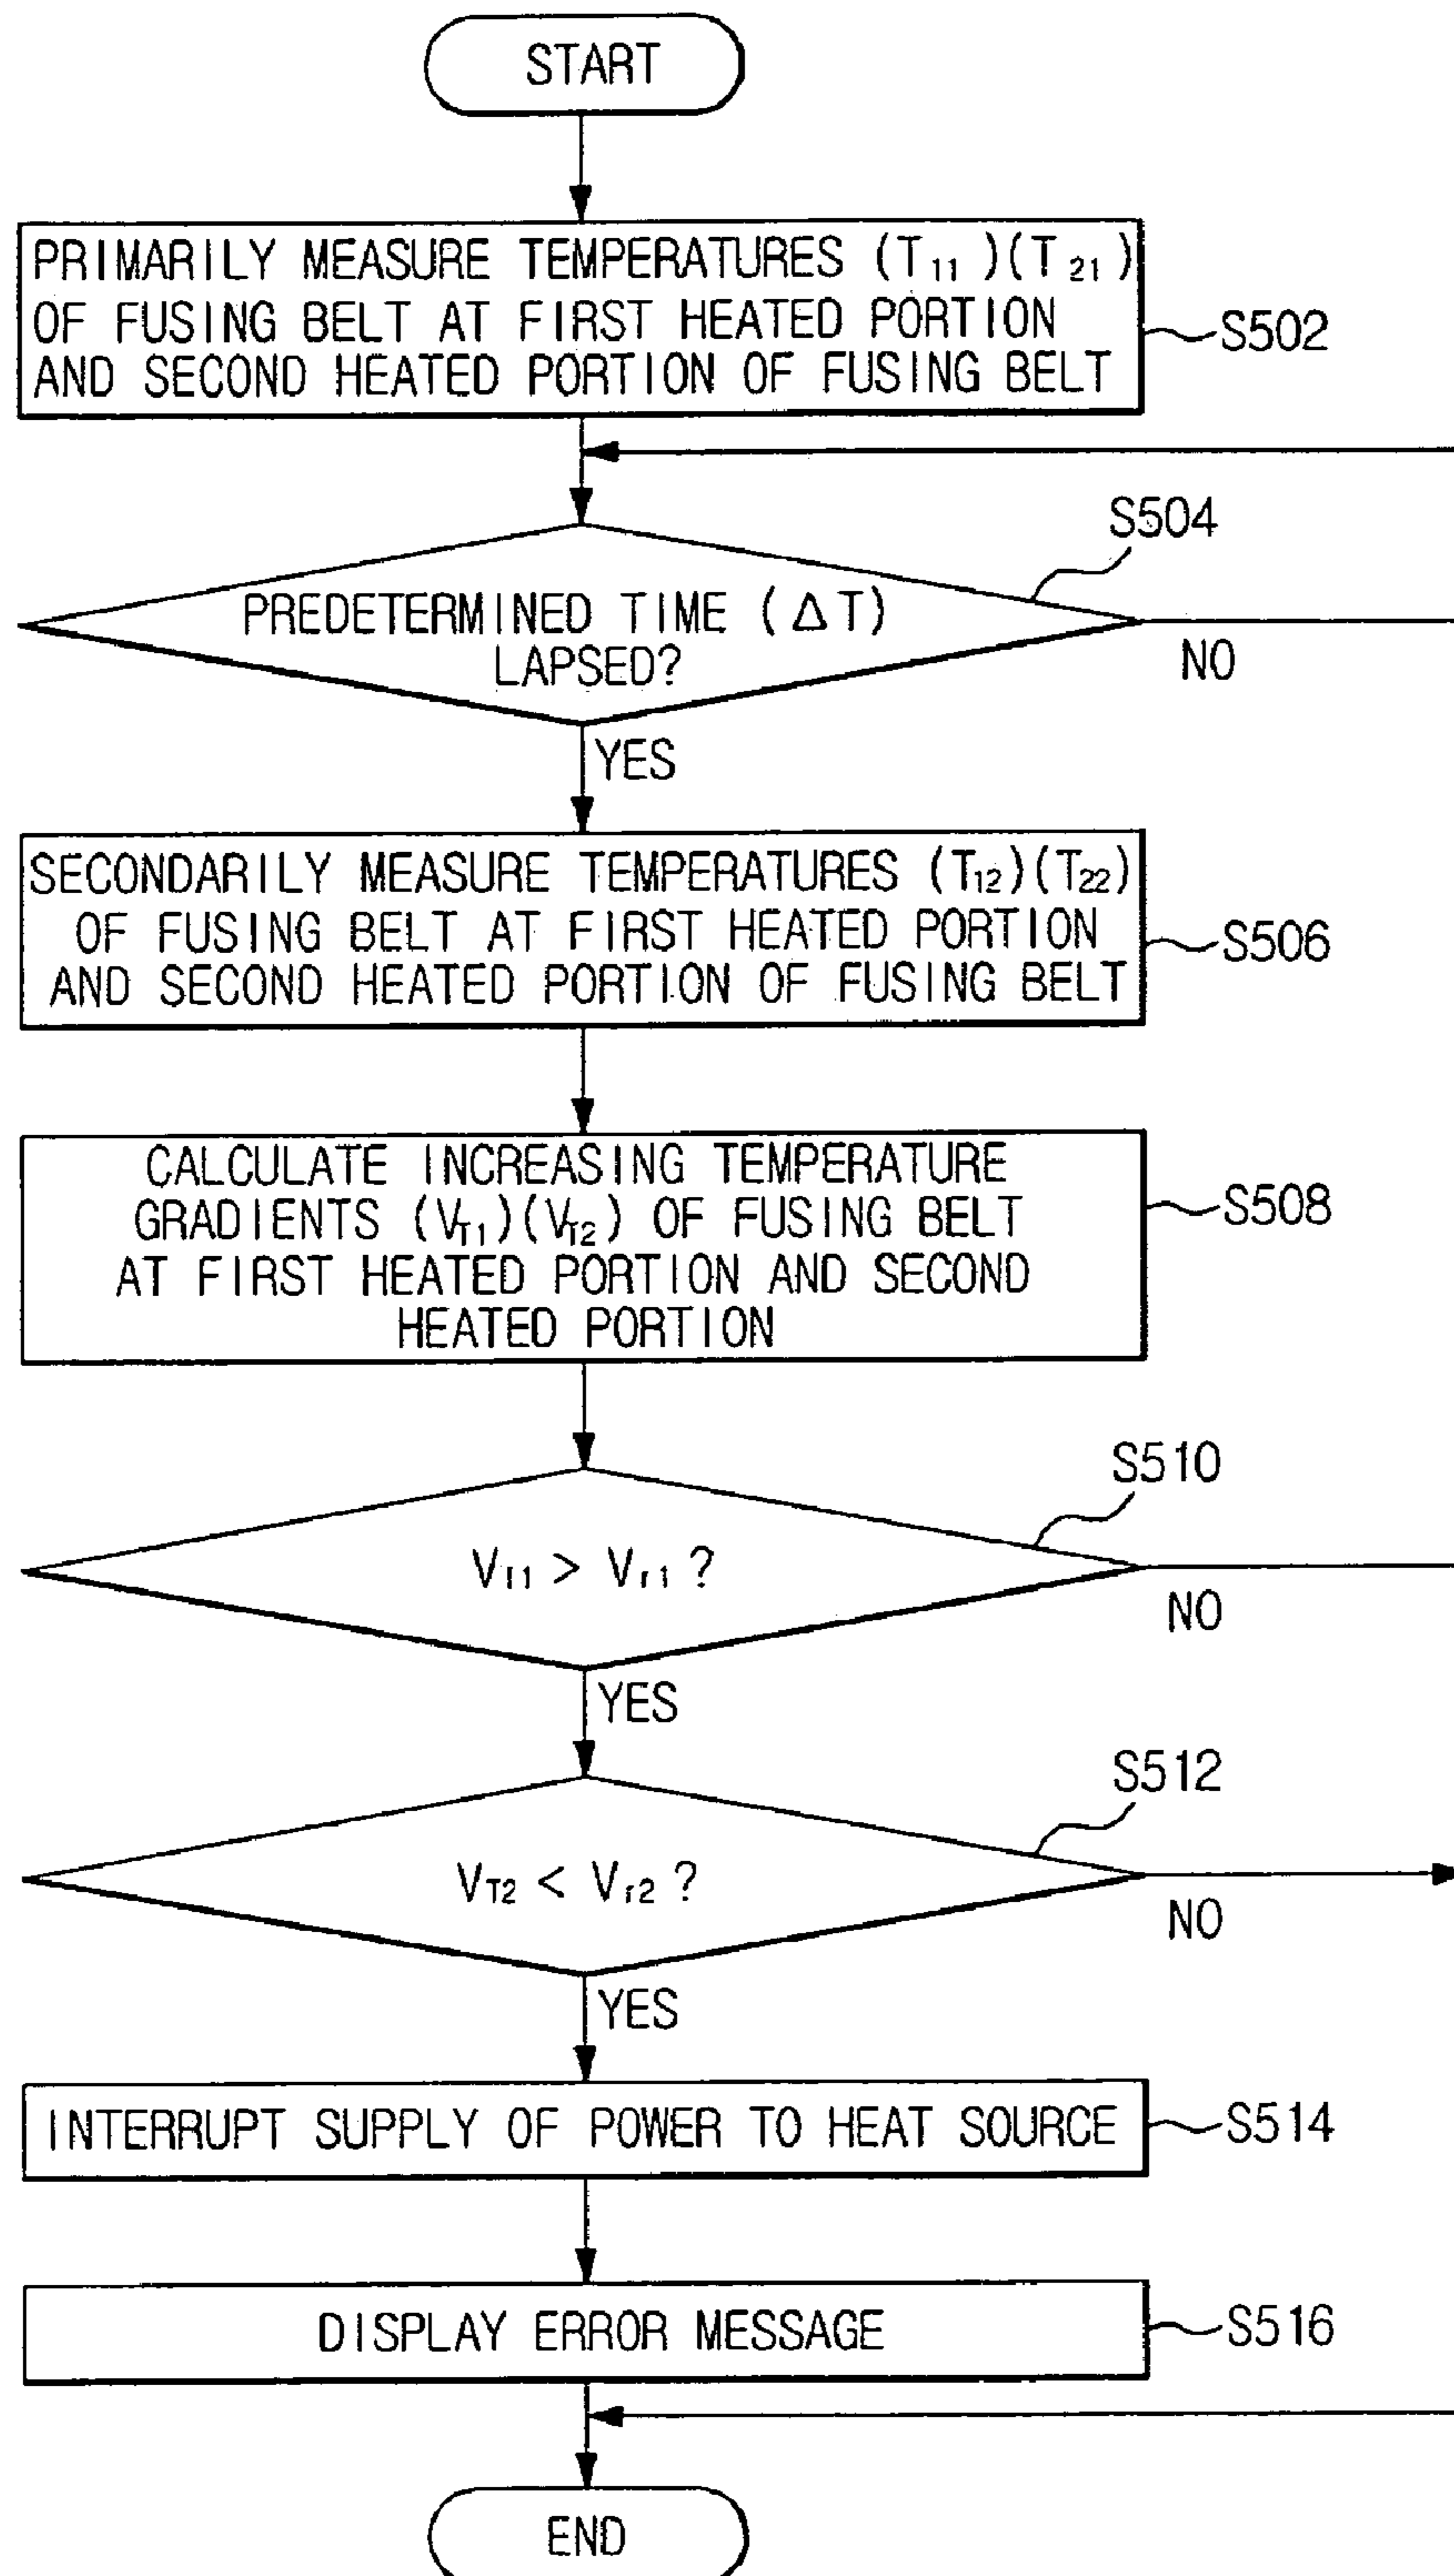 START
PRIMARILY MEASURE TEMPERATURES (T11)(T21)
OF FUSING BELT AT FIRST HEATED PORTION
AND SECOND HEATED PORTION OF FUSING BELT
S502
S504
PREDETERMINED TIME (ΔT)
LAPSED?
NO
YES
SECONDARILY MEASURE TEMPERATURES (T12)(T22)
OF FUSING BELT AT FIRST HEATED PORTION
AND SECOND HEATED PORTION OF FUSING BELT
S506
CALCULATE INCREASING TEMPERATURE
GRADIENTS (VT1)(VT2) OF FUSING BELT
AT FIRST HEATED PORTION AND SECOND
HEATED PORTION
S508
S510
VT1 > Vr1 ?
NO
YES
S512
VT2 < Vr2 ?
NO
YES
INTERRUPT SUPPLY OF POWER TO HEAT SOURCE
S514
DISPLAY ERROR MESSAGE
S516
END